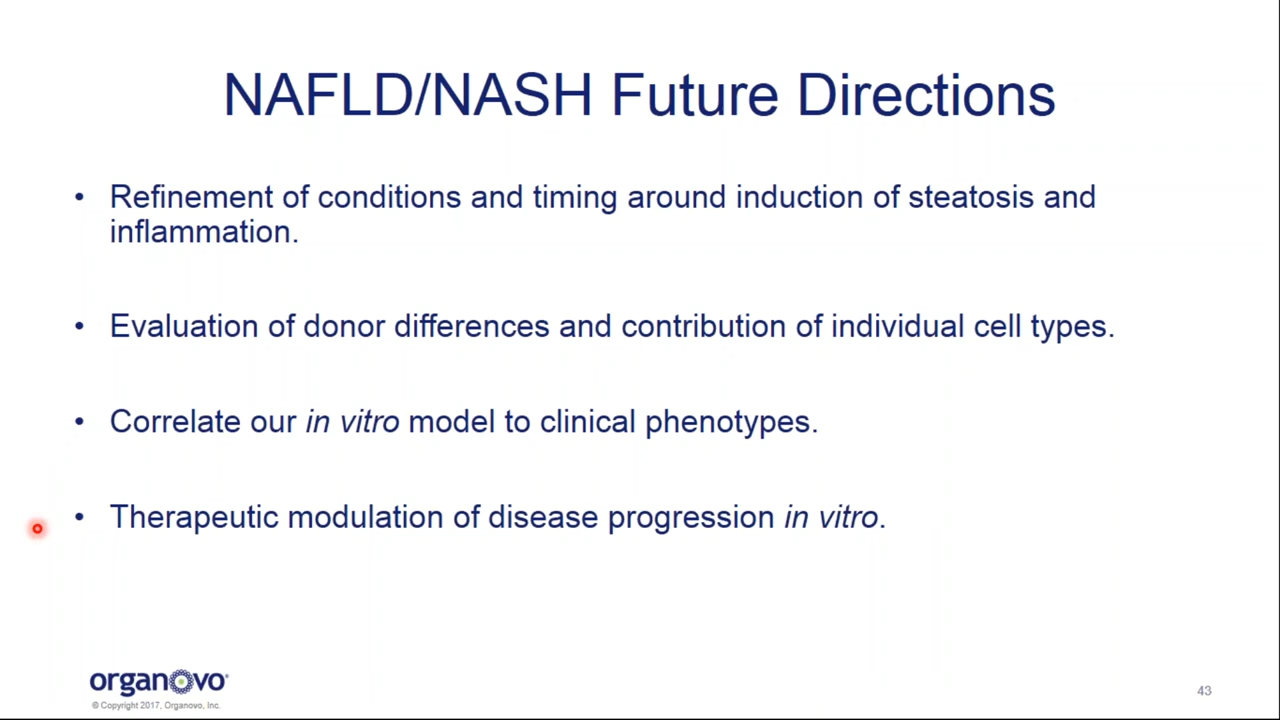 NAFLD/NASH Future Directions
• Refinement of conditions and timing around induction of steatosis and
inflammation.
• Evaluation of donor differences and contribution of individual cell types.
• Correlate our in vitro model to clinical phenotypes.
• Therapeutic modulation of disease progression in vitro.
organovo®
© Copyright 2017, Organovo, Inc.
43